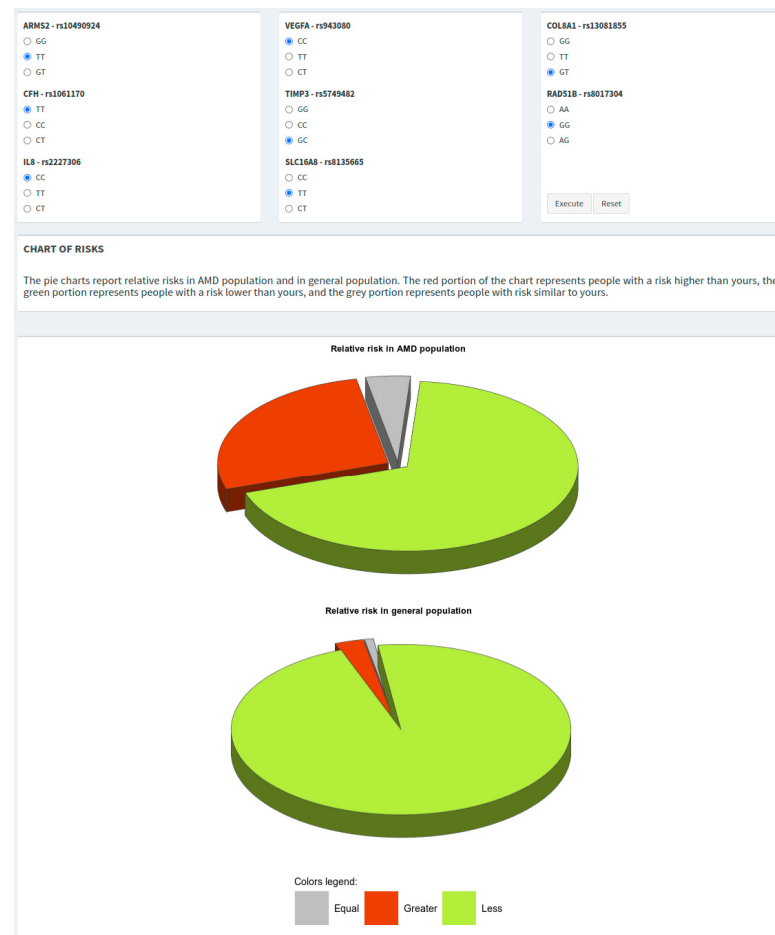 ARMS2 - rs10490924
GG
TT
GT
CFH - rs1061170
TT
CC
CT
IL8 - rs2227306
CC
TT
CT
VEGFA - rs943080
CC
TT
CT
TIMP3 - rs5749482
GG
CC
GC
SLC16A8 - rs8135665
CC
TT
CT
COL8A1 - rs13081855
GG
TT
GT
RAD51B - rs8017304
AA
GG
AG
Execute Reset
CHART OF RISKS
The pie charts report relative risks in AMD population and in general population. The red portion of the chart represents people with a risk higher than yours, the
green portion represents people with a risk lower than yours, and the grey portion represents people with risk similar to yours.
Relative risk in AMD population
Relative risk in general population
Colors legend:
Equal Greater Less